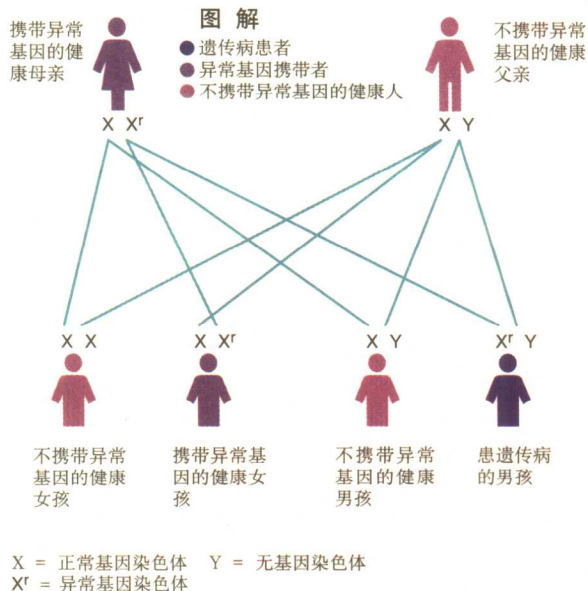 携带异常
基因的健
康母亲
图 解
遗传病患者
异常基因携带者
不携带异常基因的健康人
不携带异常
基因的健康
父亲
X Xʳ
X Y
X X
X Xʳ
X Y
Xʳ Y
不携带异常
基因的健康
女孩
携带异常基
因的健康女
孩
不携带异常
基因的健康
男孩
患遗传病
的男孩
X = 正常基因染色体 Y = 无基因染色体
Xʳ = 异常基因染色体